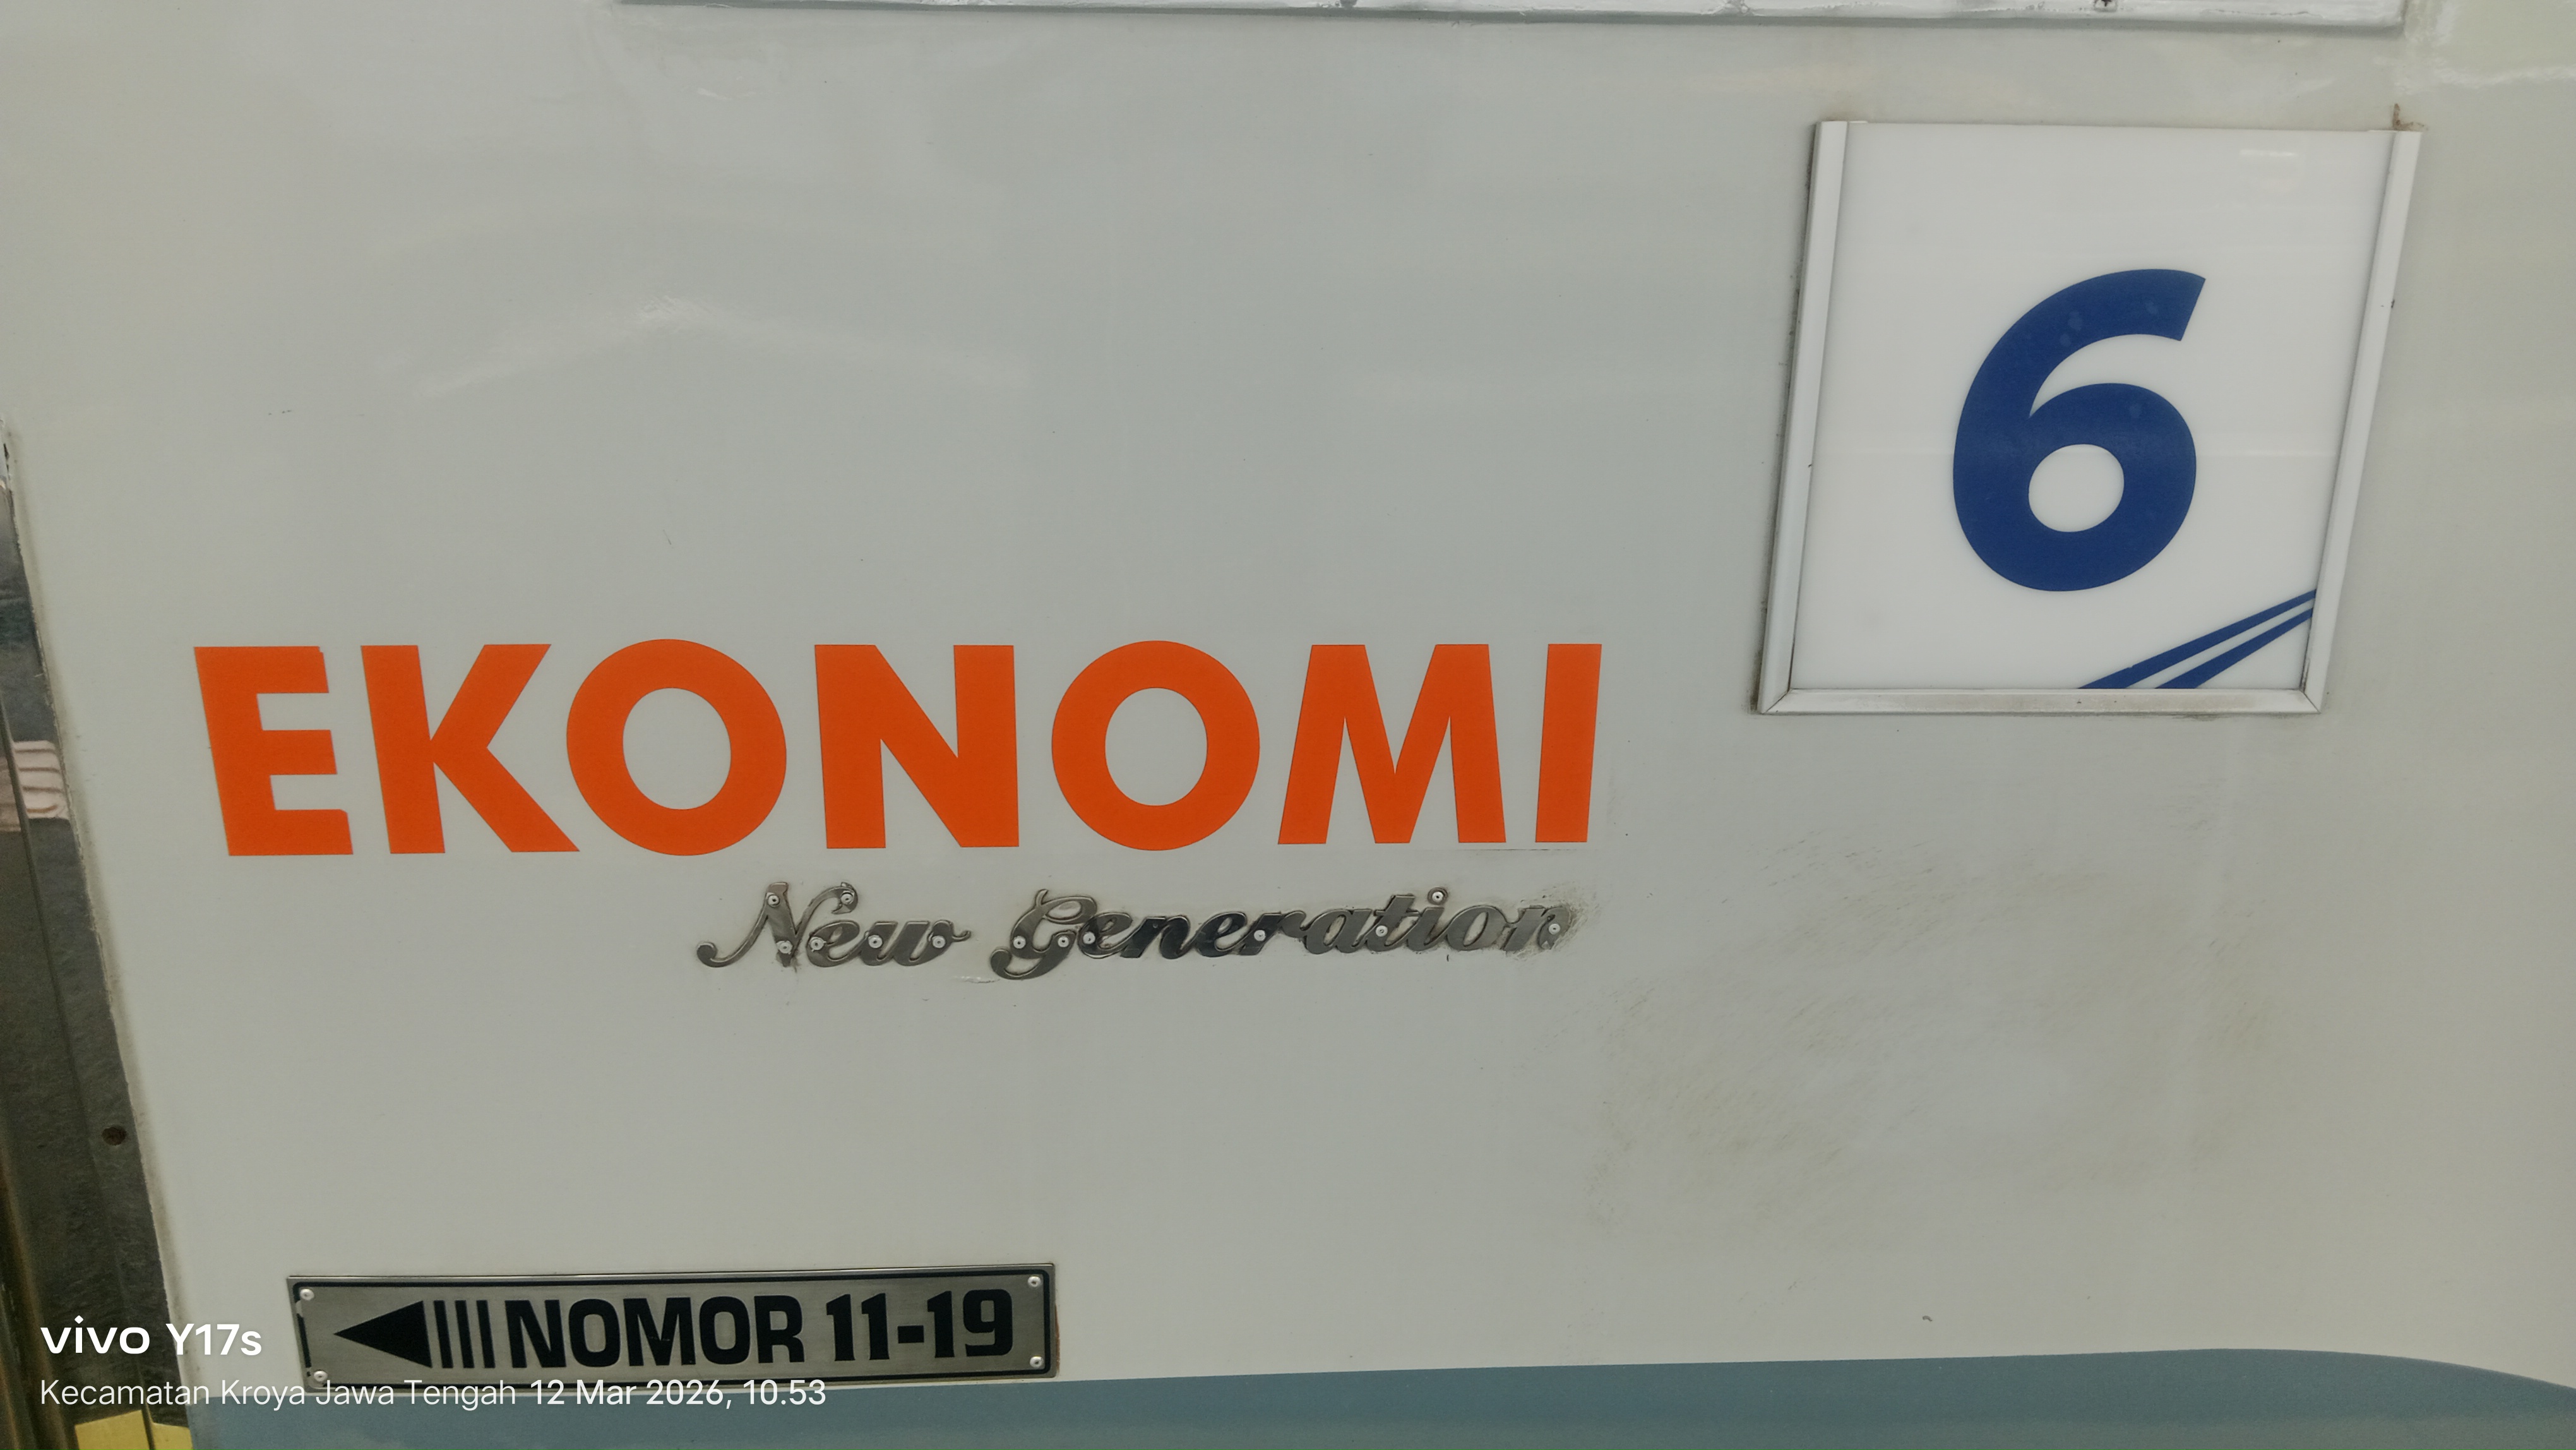 6
EKONOMI
New Generation
NOMOR 11-19
vivo Y17s
Kecamatan Kroya Jawa Tengah 12 Mar 2026, 10.53